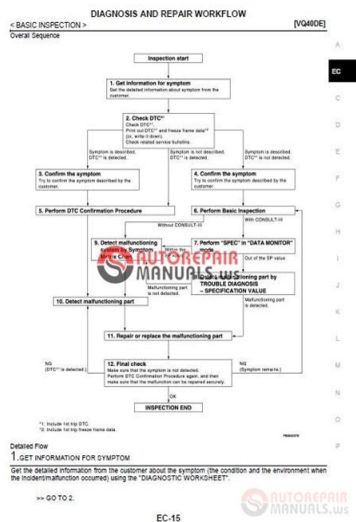 DIAGNOSIS AND REPAIR WORKFLOW
< BASIC INSPECTION > [VQ40DE]
Overall Sequence
A
EC
C
D
E
F
G
H
I
J
K
L
M
N
O
P
Inspection start
1. Get information for symptom
Get the detailed information about symptom from the
customer.
2. Check DTC*1
Check DTC*1.
Print out DTC*1 and freeze frame data*2
(or, write it down).
Check related service bulletins.
Symptom is described.
DTC*1 is detected.
Symptom is not described.
DTC*1 is detected.
Symptom is described.
DTC*1 is not detected.
3. Confirm the symptom
Try to confirm the symptom described by the
customer.
4. Confirm the symptom
Try to confirm the symptom described by the
customer.
5. Perform DTC Confirmation Procedure
6. Perform Basic Inspection
Without CONSULT-III
With CONSULT-III
9. Detect malfunctioning
system by Symptom
Within the
7. Perform "SPEC" in "DATA MONITOR"
mode
Out of the SP value
malfunctioning part by
TROUBLE DIAGNOSIS
– SPECIFICATION VALUE
Malfunctioning part
is not detected.
Malfunctioning part
is detected.
10. Detect malfunctioning part
11. Repair or replace the malfunctioning part
NG
(DTC*1 is detected.)
12. Final check
Make sure that the symptom is not detected.
Perform DTC Confirmation Procedure again, and then
make sure that the malfunction can be repaired securely.
NG
(Symptom remains.)
OK
INSPECTION END
*1: Include 1st trip DTC.
*2: Include 1st trip freeze frame data.
AUTOREPAIR
MANUALS.ws
Detailed Flow
1.GET INFORMATION FOR SYMPTOM
Get the detailed information from the customer about the symptom (the condition and the environment when
the incident/malfunction occurred) using the "DIAGNOSTIC WORKSHEET".
>> GO TO 2.
AUTOREPAIR
MANUALS.ws
EC-15